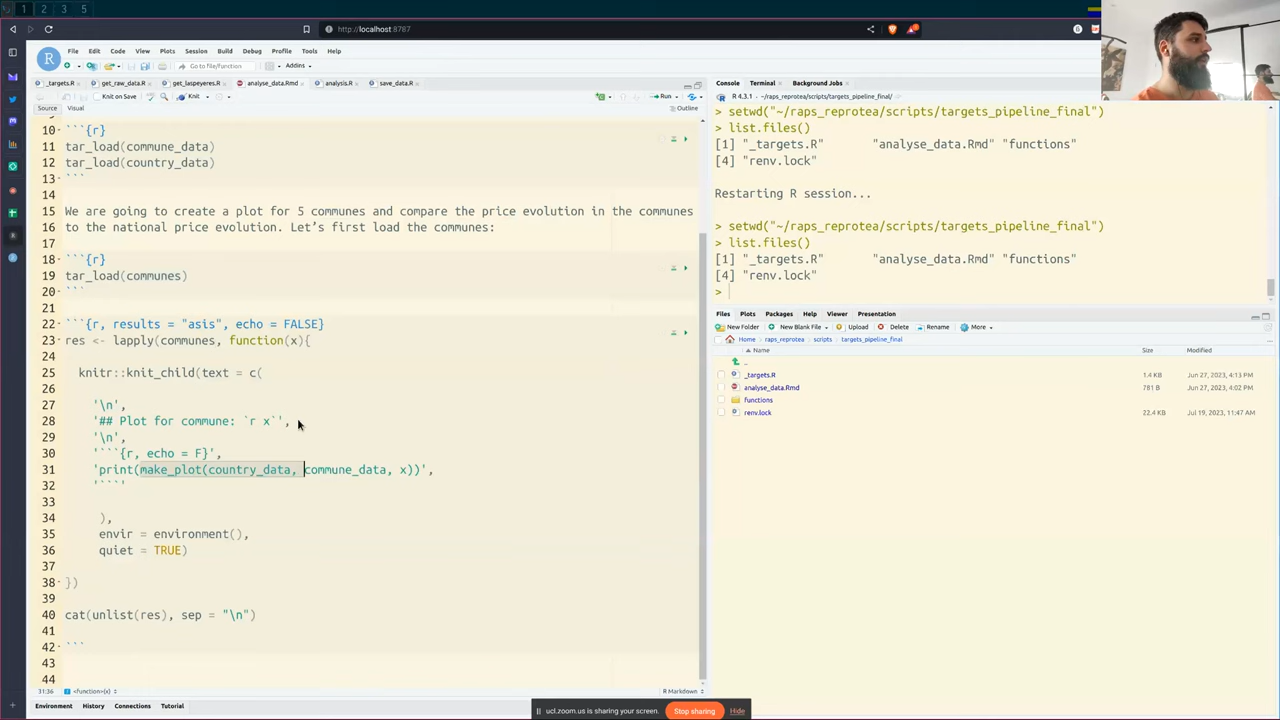 1 2 3 5
http://localhost:8787
R
File Edit Code View Plots Session Build Debug Profile Tools Help
Go to file/function Addins
_targets.R get_raw_data.R get_laspeyeres.R analyse_data.Rmd analysis.R save_data.R
Knit on Save Knit Run
Source Visual Outline
9
10 ```{r}
11 tar_load(commune_data)
12 tar_load(country_data)
13 ```
14
15 We are going to create a plot for 5 communes and compare the price evolution in the communes
16 to the national price evolution. Let’s first load the communes:
17
18 ```{r}
19 tar_load(communes)
20 ```
21
22 ```{r, results = "asis", echo = FALSE}
23 res <- lapply(communes, function(x){
24
25 knitr::knit_child(text = c(
26
27 '\n',
28 '## Plot for commune: `r x`',
29 '\n',
30 '```{r, echo = F}',
31 'print(make_plot(country_data, commune_data, x))',
32 '```'
33
34 ),
35 envir = environment(),
36 quiet = TRUE)
37
38 })
39
40 cat(unlist(res), sep = "\n")
41
42 ```
43
44
31:36 <function>(x) R Markdown
Environment History Connections Tutorial
Console Terminal Background Jobs
R 4.3.1 · ~/raps_reprotea/scripts/targets_pipeline_final/
> setwd("~/raps_reprotea/scripts/targets_pipeline_final")
> list.files()
[1] "_targets.R" "analyse_data.Rmd" "functions"
[4] "renv.lock"
Restarting R session...
> setwd("~/raps_reprotea/scripts/targets_pipeline_final")
> list.files()
[1] "_targets.R" "analyse_data.Rmd" "functions"
[4] "renv.lock"
>
Files Plots Packages Help Viewer Presentation
New Folder New Blank File Upload Delete Rename More
Home raps_reprotea scripts targets_pipeline_final
Name Size Modified
..
_targets.R 1.4 KB Jun 27, 2023, 4:13 PM
analyse_data.Rmd 781 B Jun 27, 2023, 4:02 PM
functions
renv.lock 22.4 KB Jul 19, 2023, 11:47 AM
ucl.zoom.us is sharing your screen. Stop sharing Hide